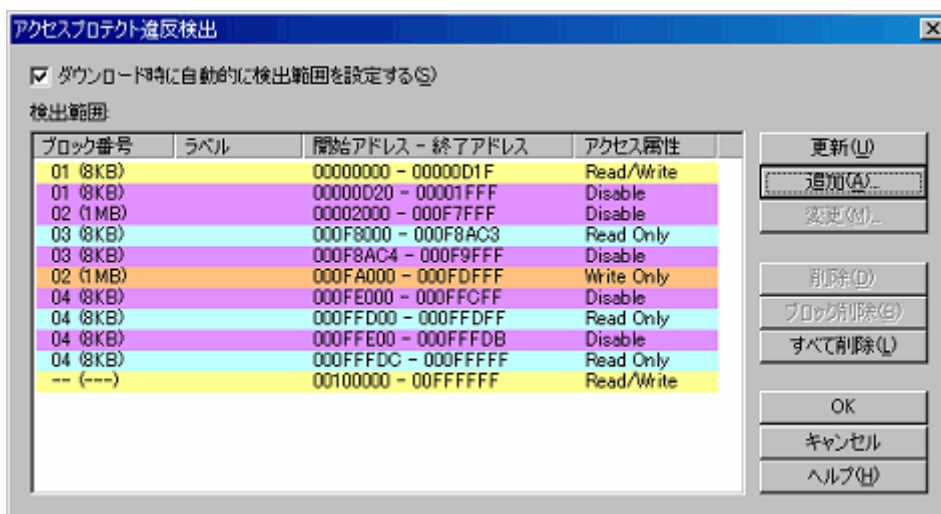 アクセスプロテクト違反検出
ダウンロード時に自動的に検出範囲を設定する(S)
検出範囲:
ブロック番号 ラベル 開始アドレス - 終了アドレス アクセス属性
01 (8KB) 00000000 - 00000D1F Read/Write
01 (8KB) 00000D20 - 00001FFF Disable
02 (1MB) 00002000 - 000F7FFF Disable
03 (8KB) 000F8000 - 000F8AC3 Read Only
03 (8KB) 000F8AC4 - 000F9FFF Disable
02 (1MB) 000FA000 - 000FDFFF Write Only
04 (8KB) 000FE000 - 000FFCFF Disable
04 (8KB) 000FFD00 - 000FFDFF Read Only
04 (8KB) 000FFE00 - 000FFFDB Disable
04 (8KB) 000FFFDC - 000FFFFF Read Only
-- (---) 00100000 - 00FFFFFF Read/Write
更新(U)
追加(A)...
変更(M)...
削除(D)
ブロック削除(B)
すべて削除(L)
OK
キャンセル
ヘルプ(H)